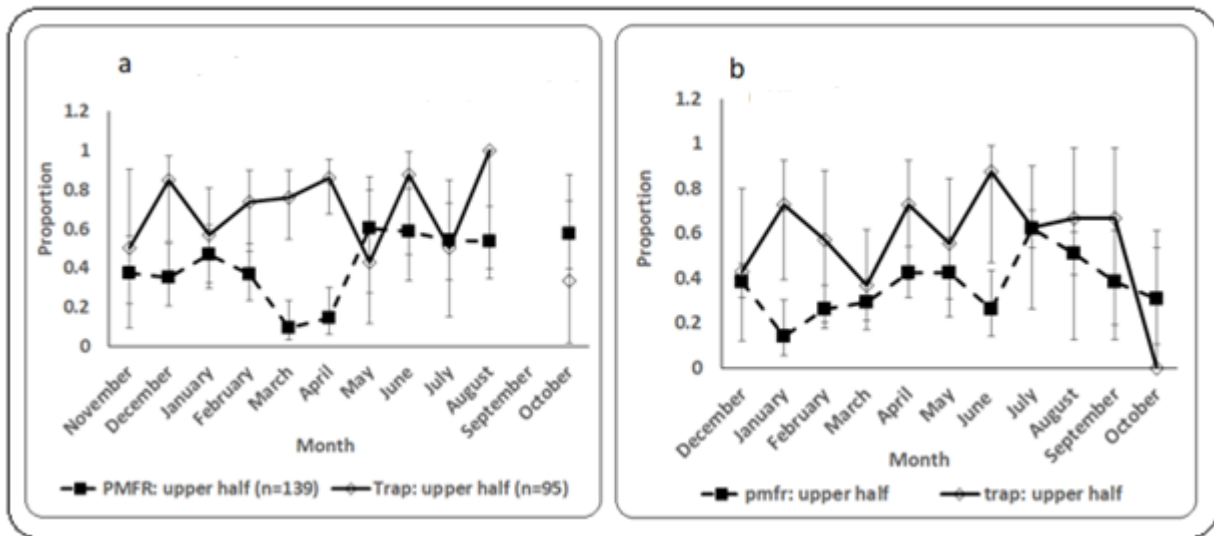 a
1.2
1
0.8
0.6
0.4
0.2
0
Proportion
November
December
January
February
March
April
May
June
July
August
September
October
Month
PMFR: upper half (n=139)
Trap: upper half (n=95)
b
1.2
1
0.8
0.6
0.4
0.2
0
Proportion
December
January
February
March
April
May
June
July
August
September
October
Month
pmfr: upper half
trap: upper half